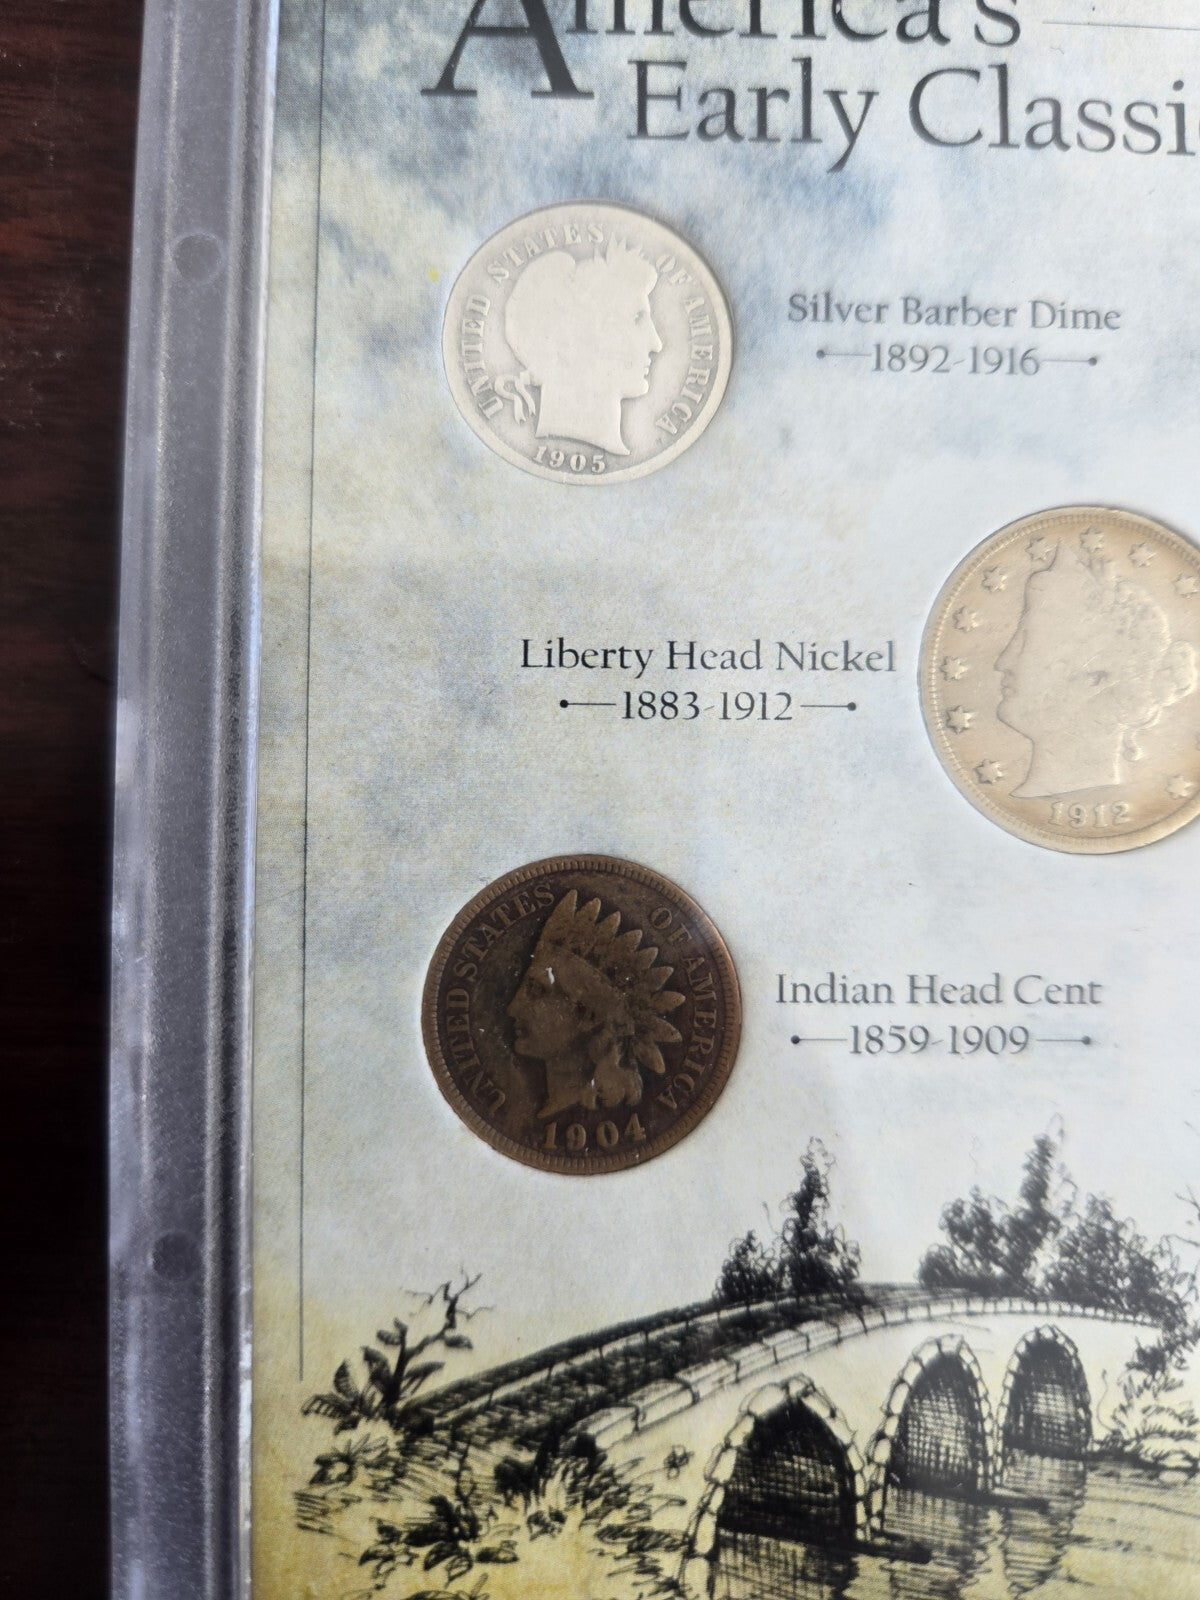 America's
Early Classi
UNITED STATES OF AMERICA
1905
Silver Barber Dime
1892-1916
Liberty Head Nickel
1883-1912
1912
UNITED STATES OF AMERICA
1904
Indian Head Cent
1859-1909